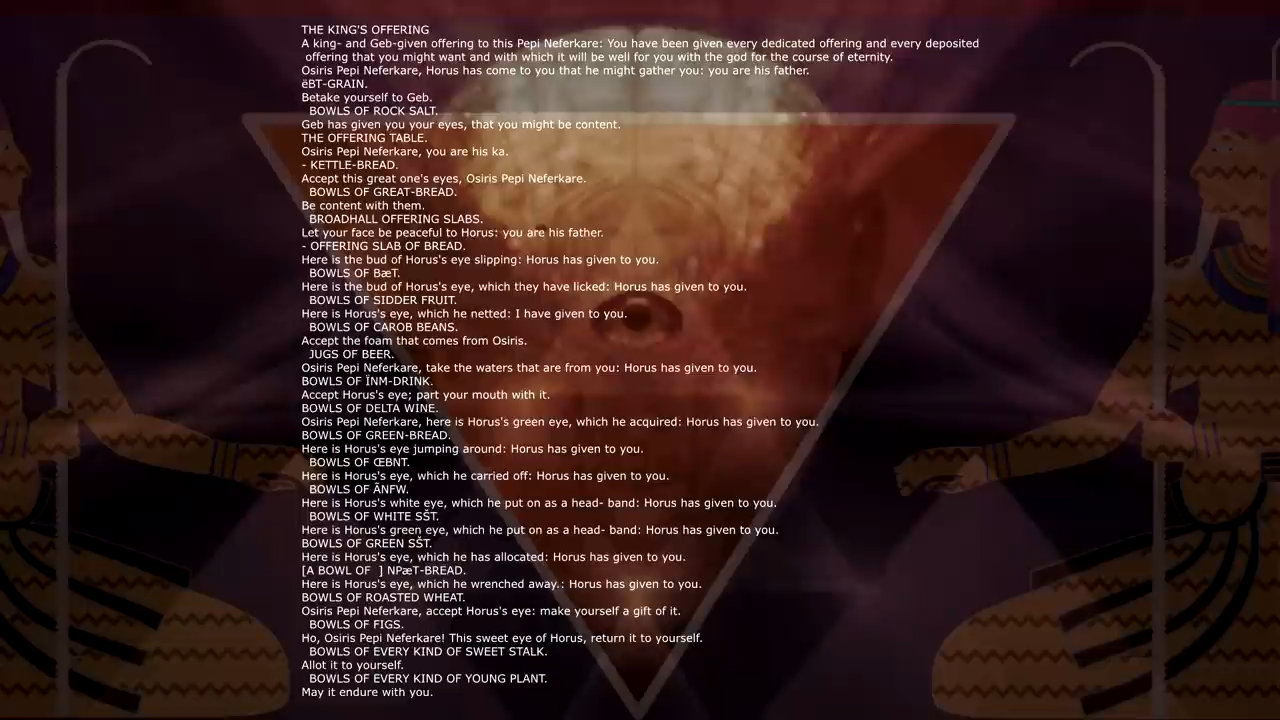 THE KING'S OFFERING
A king- and Geb-given offering to this Pepi Neferkare: You have been given every dedicated offering and every deposited
offering that you might want and with which it will be well for you with the god for the course of eternity.
Osiris Pepi Neferkare, Horus has come to you that he might gather you: you are his father.
ëBT-GRAIN.
Betake yourself to Geb.
BOWLS OF ROCK SALT.
Geb has given you your eyes, that you might be content.
THE OFFERING TABLE.
Osiris Pepi Neferkare, you are his ka.
- KETTLE-BREAD.
Accept this great one's eyes, Osiris Pepi Neferkare.
BOWLS OF GREAT-BREAD.
Be content with them.
BROADHALL OFFERING SLABS.
Let your face be peaceful to Horus: you are his father.
- OFFERING SLAB OF BREAD.
Here is the bud of Horus's eye slipping: Horus has given to you.
BOWLS OF BæT.
Here is the bud of Horus's eye, which they have licked: Horus has given to you.
BOWLS OF SIDDER FRUIT.
Here is Horus's eye, which he netted: I have given to you.
BOWLS OF CAROB BEANS.
Accept the foam that comes from Osiris.
JUGS OF BEER.
Osiris Pepi Neferkare, take the waters that are from you: Horus has given to you.
BOWLS OF ÏNM-DRINK.
Accept Horus's eye; part your mouth with it.
BOWLS OF DELTA WINE.
Osiris Pepi Neferkare, here is Horus's green eye, which he acquired: Horus has given to you.
BOWLS OF GREEN-BREAD.
Here is Horus's eye jumping around: Horus has given to you.
BOWLS OF ŒBNT.
Here is Horus's eye, which he carried off: Horus has given to you.
BOWLS OF ÃNFW.
Here is Horus's white eye, which he put on as a head- band: Horus has given to you.
BOWLS OF WHITE SŠT.
Here is Horus's green eye, which he put on as a head- band: Horus has given to you.
BOWLS OF GREEN SŠT.
Here is Horus's eye, which he has allocated: Horus has given to you.
[A BOWL OF  ] NPæT-BREAD.
Here is Horus's eye, which he wrenched away.: Horus has given to you.
BOWLS OF ROASTED WHEAT.
Osiris Pepi Neferkare, accept Horus's eye: make yourself a gift of it.
BOWLS OF FIGS.
Ho, Osiris Pepi Neferkare! This sweet eye of Horus, return it to yourself.
BOWLS OF EVERY KIND OF SWEET STALK.
Allot it to yourself.
BOWLS OF EVERY KIND OF YOUNG PLANT.
May it endure with you.